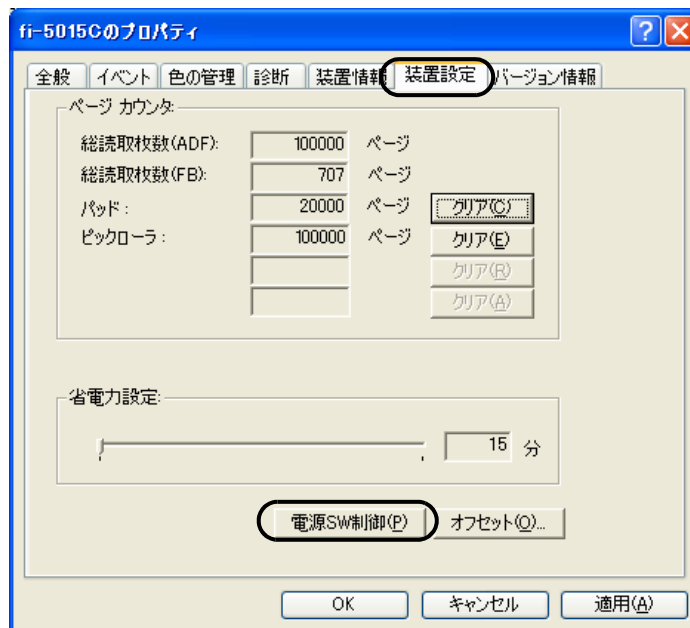 fi-5015Cのプロパティ
全般 イベント 色の管理 診断 装置情報 装置設定 バージョン情報
ページ カウンタ:
総読取枚数(ADF): 100000 ページ
総読取枚数(FB): 707 ページ
パッド: 20000 ページ クリア(C)
ピックローラ: 100000 ページ クリア(E)
クリア(R)
クリア(A)
省電力設定:
15 分
電源SW制御(P) オフセット(O)...
OK キャンセル 適用(A)